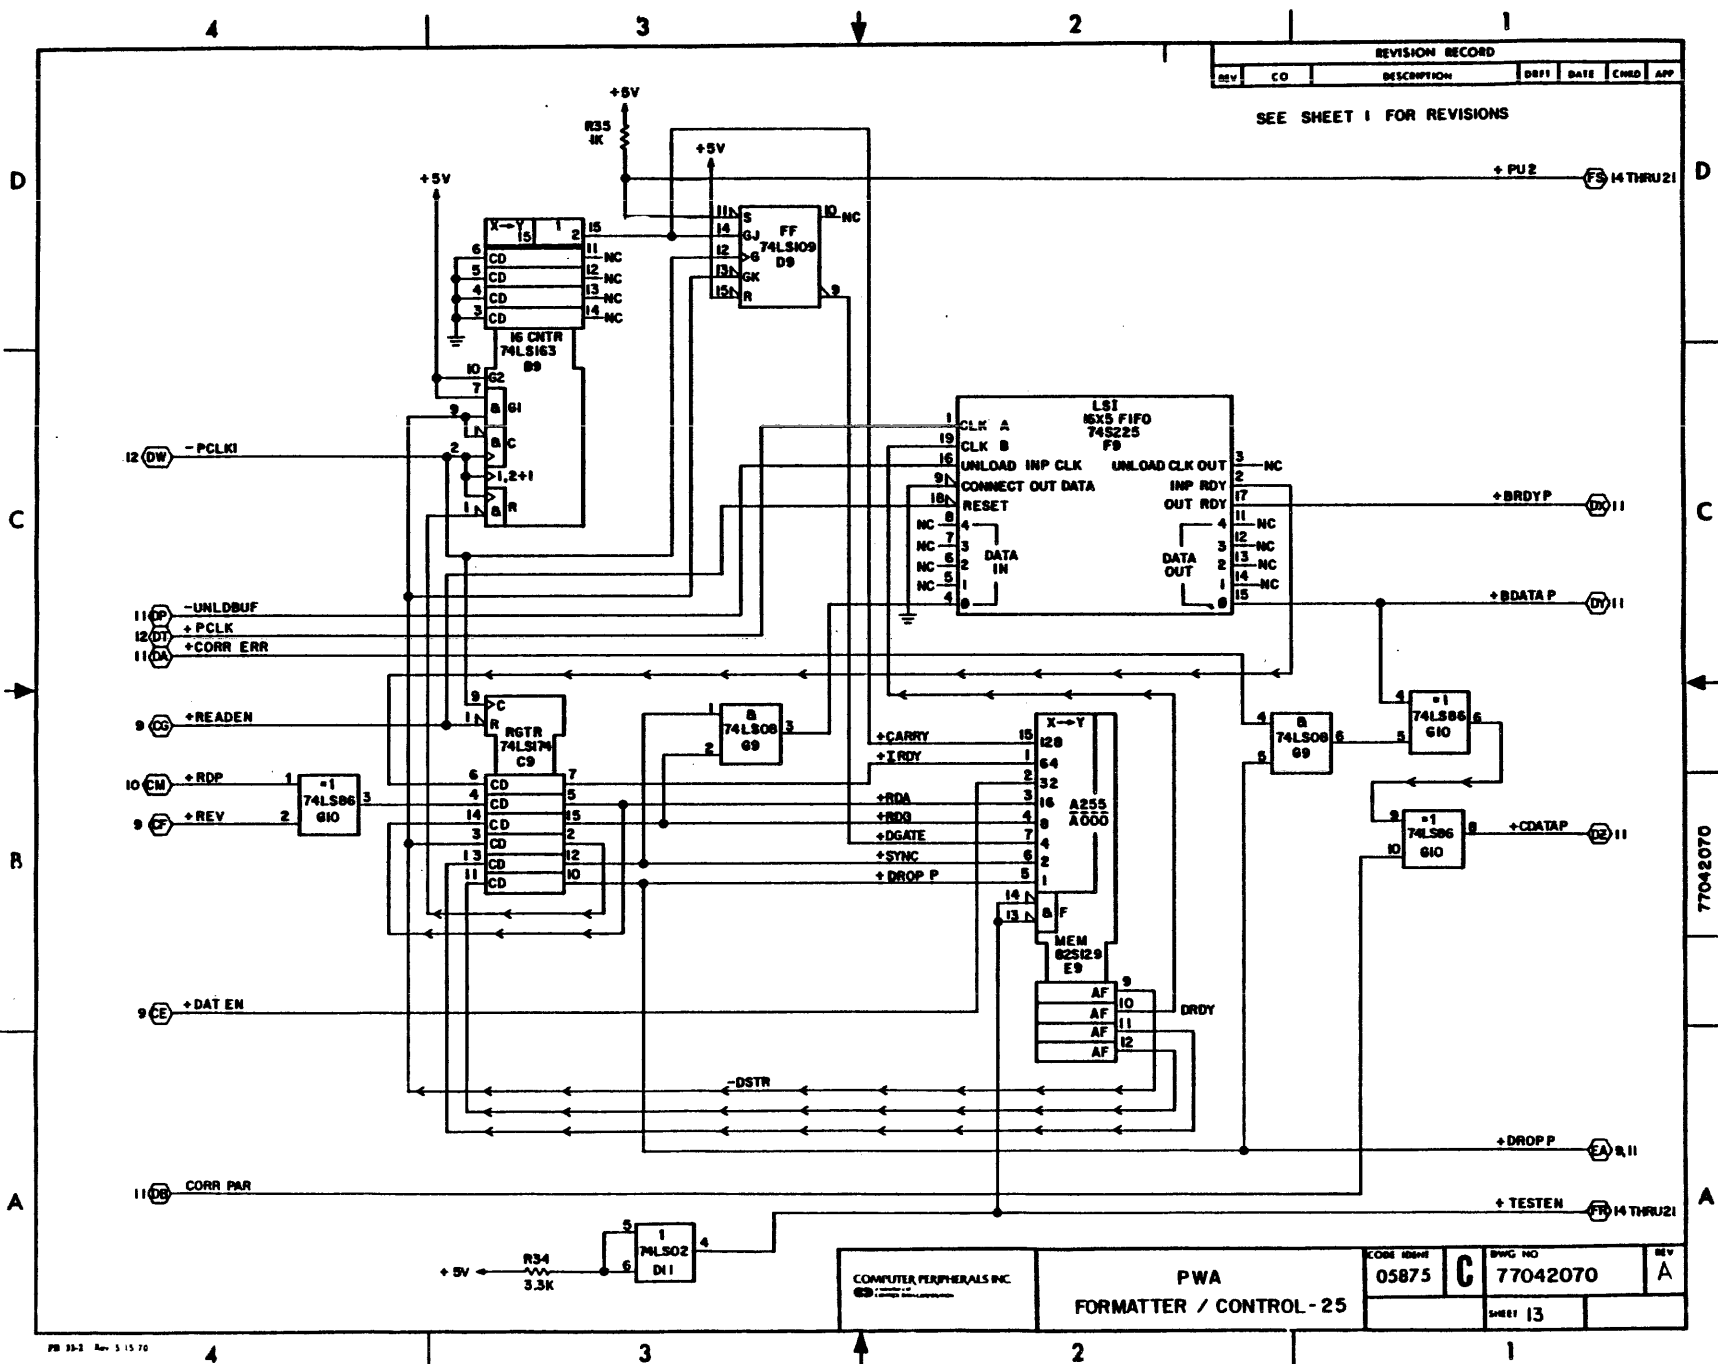 4 3 2 1
REVISION RECORD
REV CO DESCRIPTION DRFT DATE CHKD APP
SEE SHEET 1 FOR REVISIONS
D D
+5V
R35
1K
+5V
+5V
+ PU2 FS 14 THRU 21
X→Y 1
15 2 15
6 CD 11 NC
5 CD 12 NC
4 CD 13 NC
3 CD 14 NC
16 CNTR
74LS163
B9
10 G2
7
9 & G1
1 & C
2
1,2+1
1 & R
11 S 10 NC
14 GJ FF
12 G 74LS109
13 GK D9
15 R 9
LSI
16X5 FIFO
74S225
F9
1 CLK A
19 CLK B
16 UNLOAD INP CLK UNLOAD CLK OUT 3 NC
9 CONNECT OUT DATA INP RDY 2
18 RESET OUT RDY 17
NC 8 4 4 11 NC
NC 7 3 DATA IN DATA OUT 3 12 NC
NC 6 2 2 13 NC
NC 5 1 1 14 NC
4 0 0 15
12 DW -PCLK1
C C
+BRDYP DX 11
+BDATAP DY 11
11 DP -UNLDBUF
12 DT +PCLK
11 DA +CORR ERR
9 CG +READEN
10 CM +RDP
9 CF +REV
1 =1 3
2 74LS86
G10
9 C
1 R
RGTR
74LS174
C9
6 CD 7
4 CD 5
14 CD 15
3 CD 2
13 CD 12
11 CD 10
1 & 3
2 74LS08
G9
+CARRY 15 128
+IRDY 1 64
2 32
+RDA 3 16
+RDG 4 8
+DGATE 7 4
+SYNC 6 2
+DROP P 5 1
X→Y
A255
A000
14 & F
13
MEM
82S129
E9
AF 9
AF 10 DRDY
AF 11
AF 12
4 & 6
5 74LS08
G9
4 =1 6
5 74LS86
G10
9 =1 8
10 74LS86
G10
+CDATAP DZ 11
B B
77042070
9 CE +DAT EN
-DSTR
+DROPP EA 9,11
11 DB CORR PAR
A A
+ TESTEN FR 14 THRU 21
+5V R34
3.3K
5 1 4
6 74LS02
D11
COMPUTER PERIPHERALS INC
PWA
FORMATTER / CONTROL-25
CODE IDENT
05875
C
DWG NO
77042070
REV
A
SHEET 13
PB 33-2 Rev 5 15 70
4 3 2 1